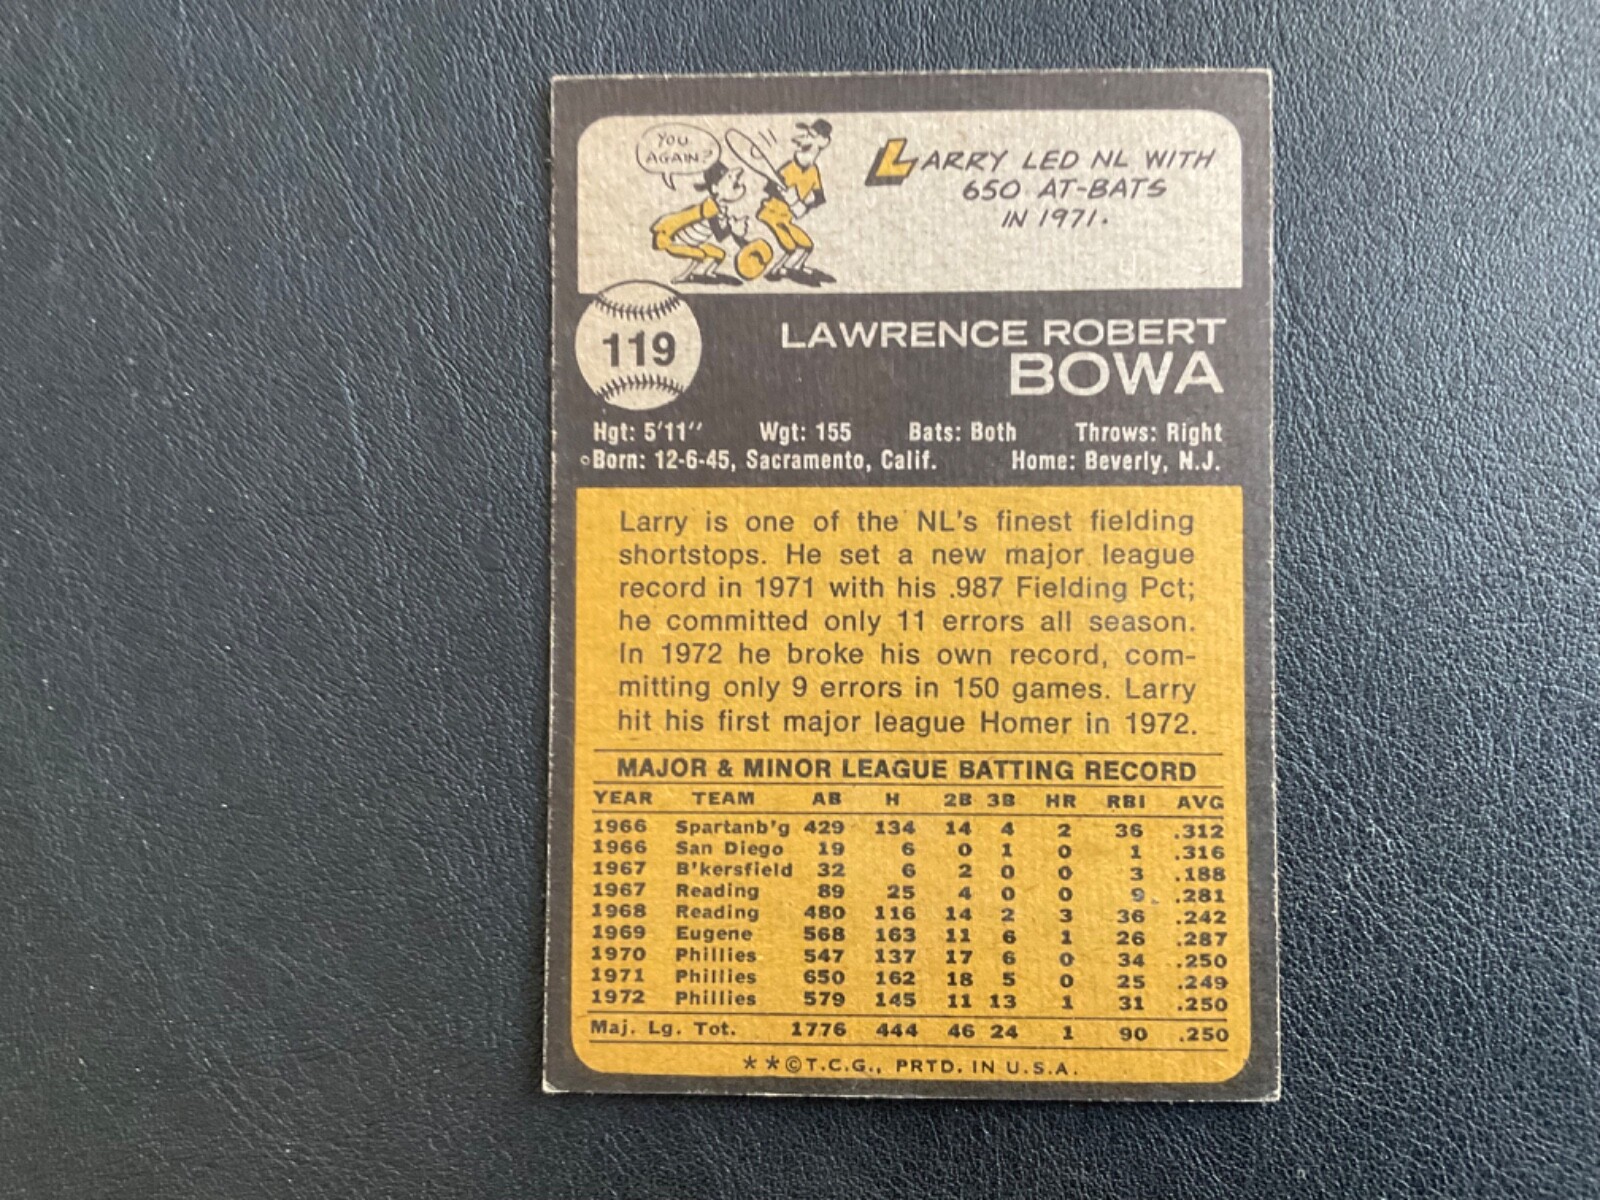 YOU
AGAIN?
LARRY LED NL WITH
650 AT-BATS
IN 1971.
119
LAWRENCE ROBERT
BOWA
Hgt: 5'11'' Wgt: 155 Bats: Both Throws: Right
Born: 12-6-45, Sacramento, Calif. Home: Beverly, N.J.
Larry is one of the NL's finest fielding
shortstops. He set a new major league
record in 1971 with his .987 Fielding Pct;
he committed only 11 errors all season.
In 1972 he broke his own record, com-
mitting only 9 errors in 150 games. Larry
hit his first major league Homer in 1972.
MAJOR & MINOR LEAGUE BATTING RECORD
YEAR TEAM AB H 2B 3B HR RBI AVG
1966 Spartanb'g 429 134 14 4 2 36 .312
1966 San Diego 19 6 0 1 0 1 .316
1967 B'kersfield 32 6 2 0 0 3 .188
1967 Reading 89 25 4 0 0 9 .281
1968 Reading 480 116 14 2 3 36 .242
1969 Eugene 568 163 11 6 1 26 .287
1970 Phillies 547 137 17 6 0 34 .250
1971 Phillies 650 162 18 5 0 25 .249
1972 Phillies 579 145 11 13 1 31 .250
Maj. Lg. Tot. 1776 444 46 24 1 90 .250
**©T.C.G., PRTD. IN U.S.A.